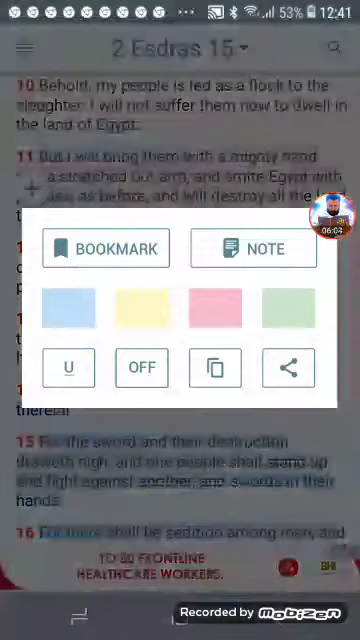 53% 12:41
2 Esdras 15
10 Behold, my people is led as a flock to the
slaughter: I will not suffer them now to dwell in
the land of Egypt:
11 But I will bring them with a mighty hand
a stretched out arm, and smite Egypt with
as before, and will destroy all the
06:04
BOOKMARK
NOTE
U
OFF
15 For the sword and their destruction
draweth nigh, and one people shall stand up
and fight against another, and swords in their
hands.
16 For there shall be sedition among men, and
TO 80 FRONTLINE
HEALTHCARE WORKERS.
BHI
Recorded by mobizen